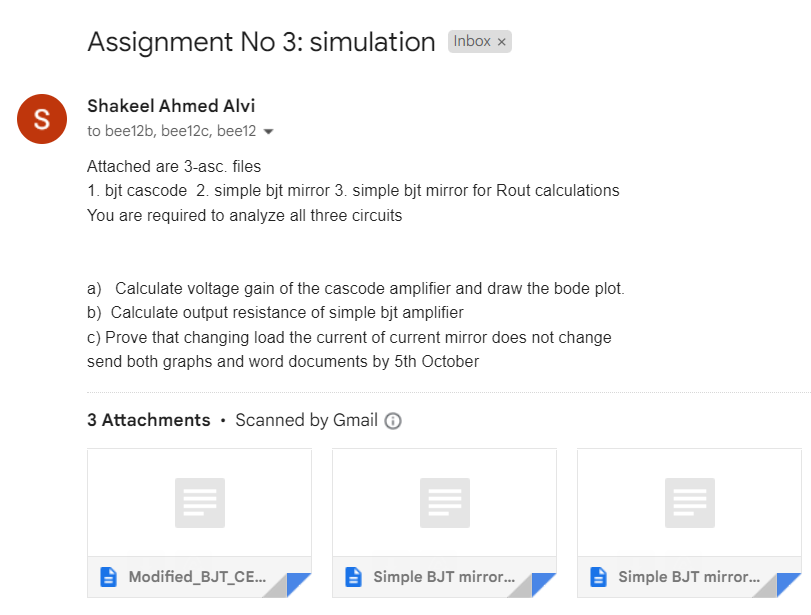 Assignment No 3: simulation Inbox ×
S
Shakeel Ahmed Alvi
to bee12b, bee12c, bee12
Attached are 3-asc. files
1. bjt cascode 2. simple bjt mirror 3. simple bjt mirror for Rout calculations
You are required to analyze all three circuits
a) Calculate voltage gain of the cascode amplifier and draw the bode plot.
b) Calculate output resistance of simple bjt amplifier
c) Prove that changing load the current of current mirror does not change
send both graphs and word documents by 5th October
3 Attachments • Scanned by Gmail
Modified_BJT_CE... Simple BJT mirror... Simple BJT mirror...